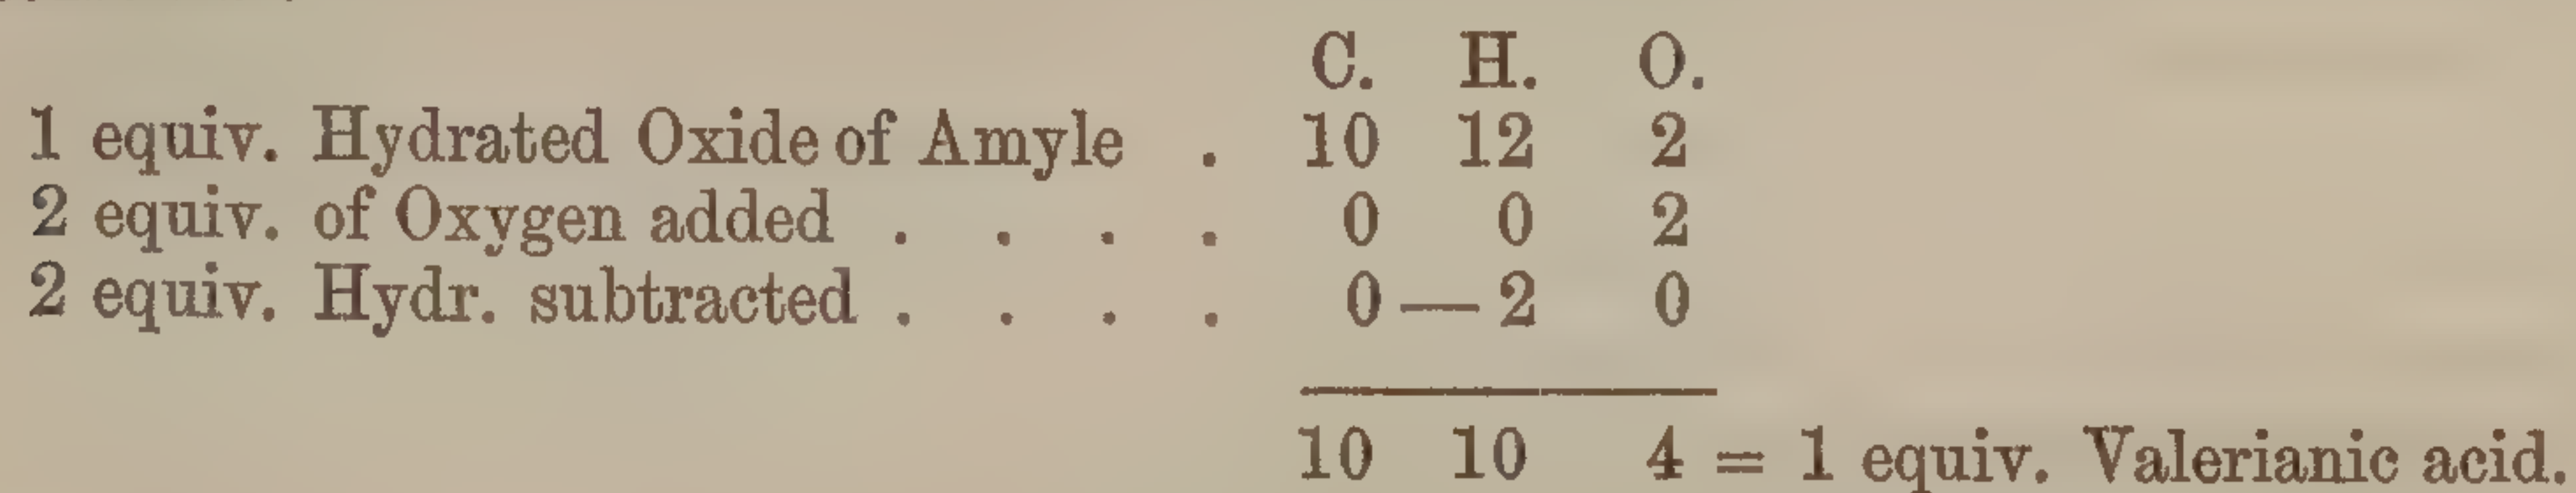 C. H. O.
1 equiv. Hydrated Oxide of Amyle . 10 12 2
2 equiv. of Oxygen added . . . . 0 0 2
2 equiv. Hydr. subtracted . . . . 0 — 2 0
10 10 4 = 1 equiv. Valerianic acid.